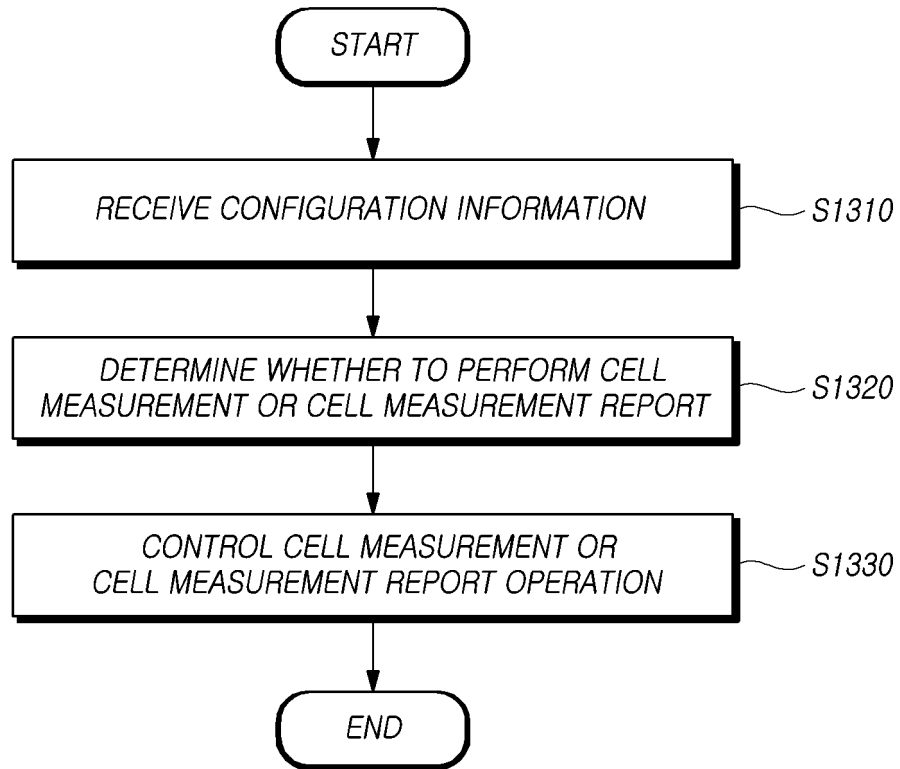 START
RECEIVE CONFIGURATION INFORMATION
S1310
DETERMINE WHETHER TO PERFORM CELL
MEASUREMENT OR CELL MEASUREMENT REPORT
S1320
CONTROL CELL MEASUREMENT OR
CELL MEASUREMENT REPORT OPERATION
S1330
END